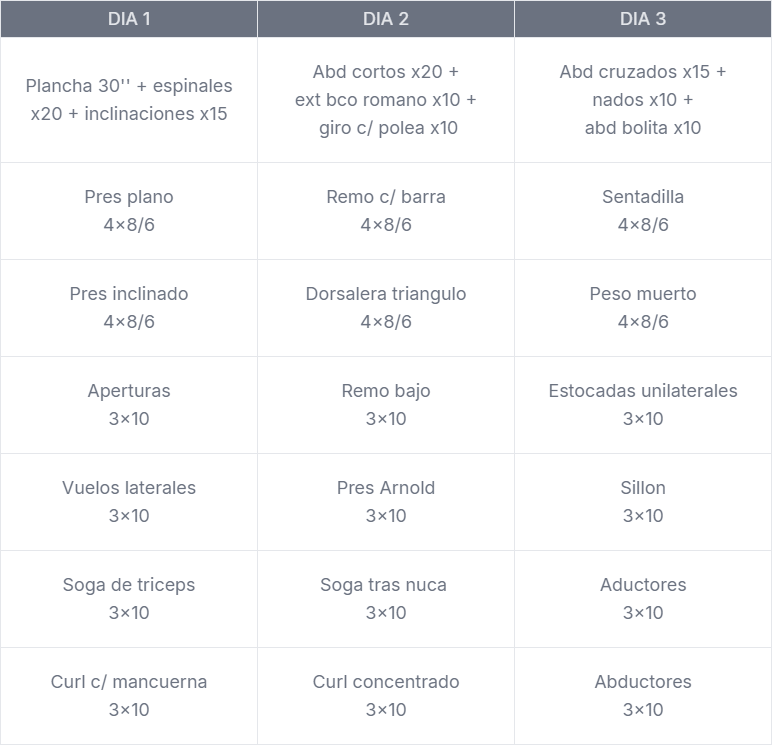 DIA 1
DIA 2
DIA 3
Plancha 30'' + espinales
x20 + inclinaciones x15
Abd cortos x20 +
ext bco romano x10 +
giro c/ polea x10
Abd cruzados x15 +
nados x10 +
abd bolita x10
Pres plano
4×8/6
Remo c/ barra
4×8/6
Sentadilla
4×8/6
Pres inclinado
4×8/6
Dorsalera triangulo
4×8/6
Peso muerto
4×8/6
Aperturas
3×10
Remo bajo
3×10
Estocadas unilaterales
3×10
Vuelos laterales
3×10
Pres Arnold
3×10
Sillon
3×10
Soga de triceps
3×10
Soga tras nuca
3×10
Aductores
3×10
Curl c/ mancuerna
3×10
Curl concentrado
3×10
Abductores
3×10